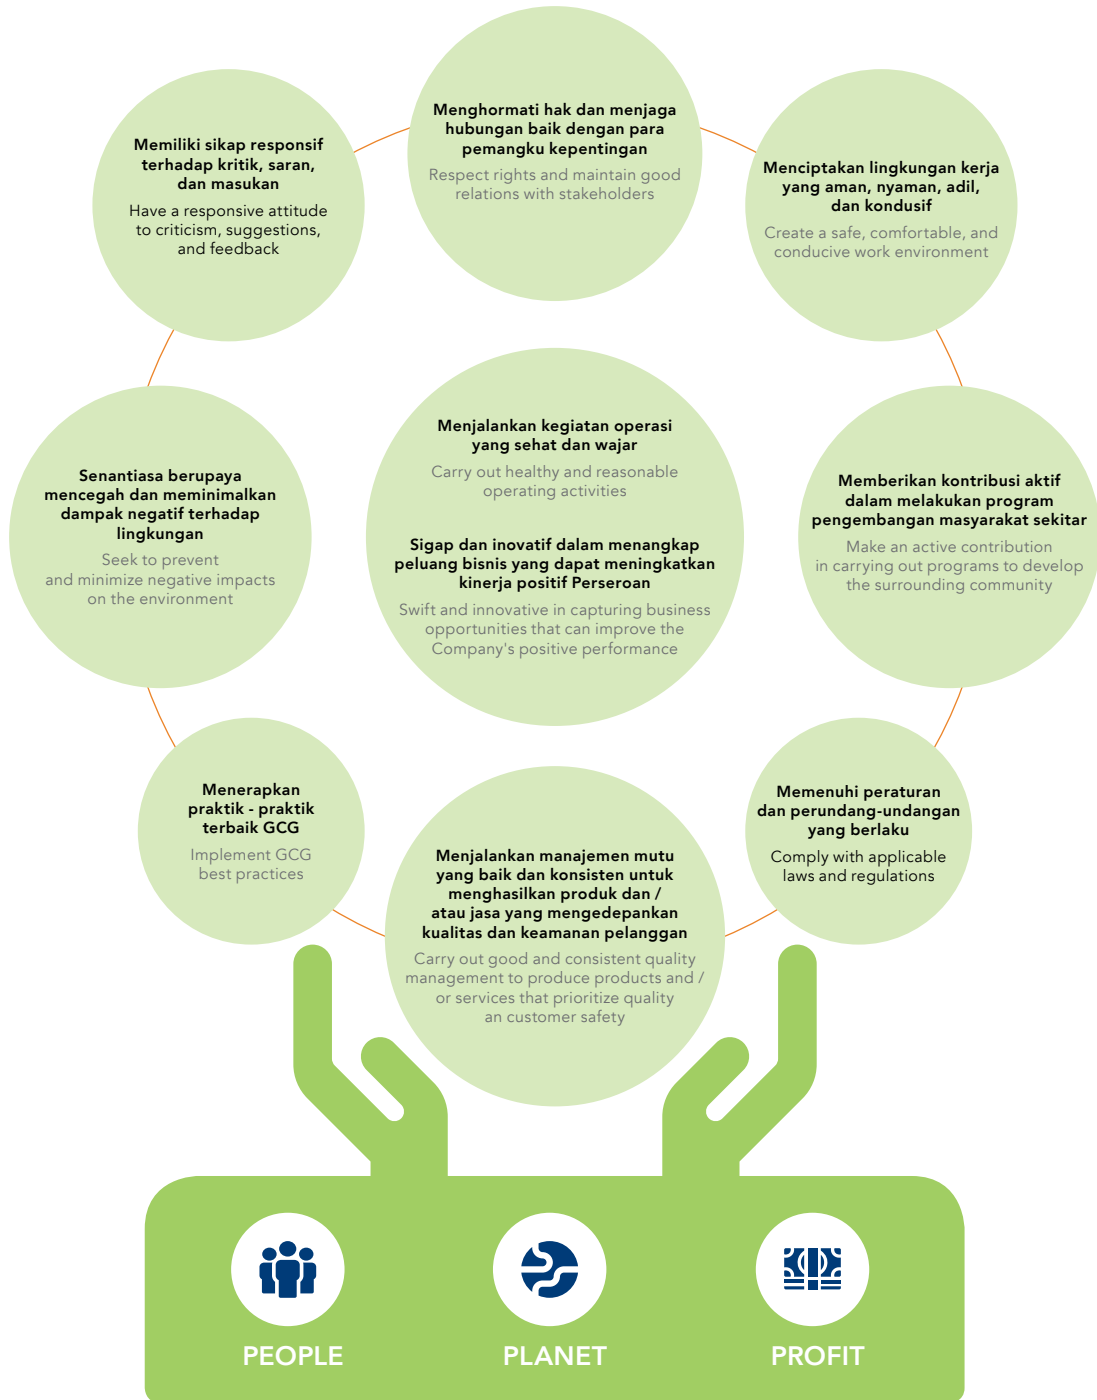 Menghormati hak dan menjaga
hubungan baik dengan para
pemangku kepentingan
Respect rights and maintain good
relations with stakeholders
Memiliki sikap responsif
terhadap kritik, saran,
dan masukan
Have a responsive attitude
to criticism, suggestions,
and feedback
Menciptakan lingkungan kerja
yang aman, nyaman, adil,
dan kondusif
Create a safe, comfortable, and
conducive work environment
Menjalankan kegiatan operasi
yang sehat dan wajar
Carry out healthy and reasonable
operating activities
Sigap dan inovatif dalam menangkap
peluang bisnis yang dapat meningkatkan
kinerja positif Perseroan
Swift and innovative in capturing business
opportunities that can improve the
Company's positive performance
Senantiasa berupaya
mencegah dan meminimalkan
dampak negatif terhadap
lingkungan
Seek to prevent
and minimize negative impacts
on the environment
Memberikan kontribusi aktif
dalam melakukan program
pengembangan masyarakat sekitar
Make an active contribution
in carrying out programs to develop
the surrounding community
Menerapkan
praktik - praktik
terbaik GCG
Implement GCG
best practices
Menjalankan manajemen mutu
yang baik dan konsisten untuk
menghasilkan produk dan /
atau jasa yang mengedepankan
kualitas dan keamanan pelanggan
Carry out good and consistent quality
management to produce products and /
or services that prioritize quality
an customer safety
Memenuhi peraturan
dan perundang-undangan
yang berlaku
Comply with applicable
laws and regulations
PEOPLE
PLANET
PROFIT